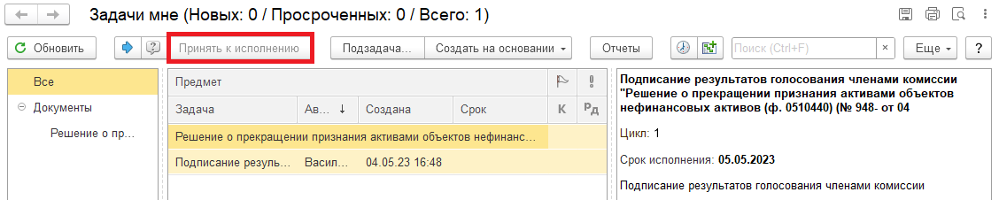 Задачи мне (Новых: 0 / Просроченных: 0 / Всего: 1)
Обновить Принять к исполнению Подзадача... Создать на основании Отчеты Поиск (Ctrl+F) × Еще ?
Все
Документы
Решение о пр...
Предмет
Задача Ав... ↓ Создана Срок К Рд
Решение о прекращении признания активами объектов нефинанс...
Подписание резуль... Васил... 04.05.23 16:48
Подписание результатов голосования членами комиссии
"Решение о прекращении признания активами объектов
нефинансовых активов (ф. 0510440) (№ 948- от 04
Цикл: 1
Срок исполнения: 05.05.2023
Подписание результатов голосования членами комиссии